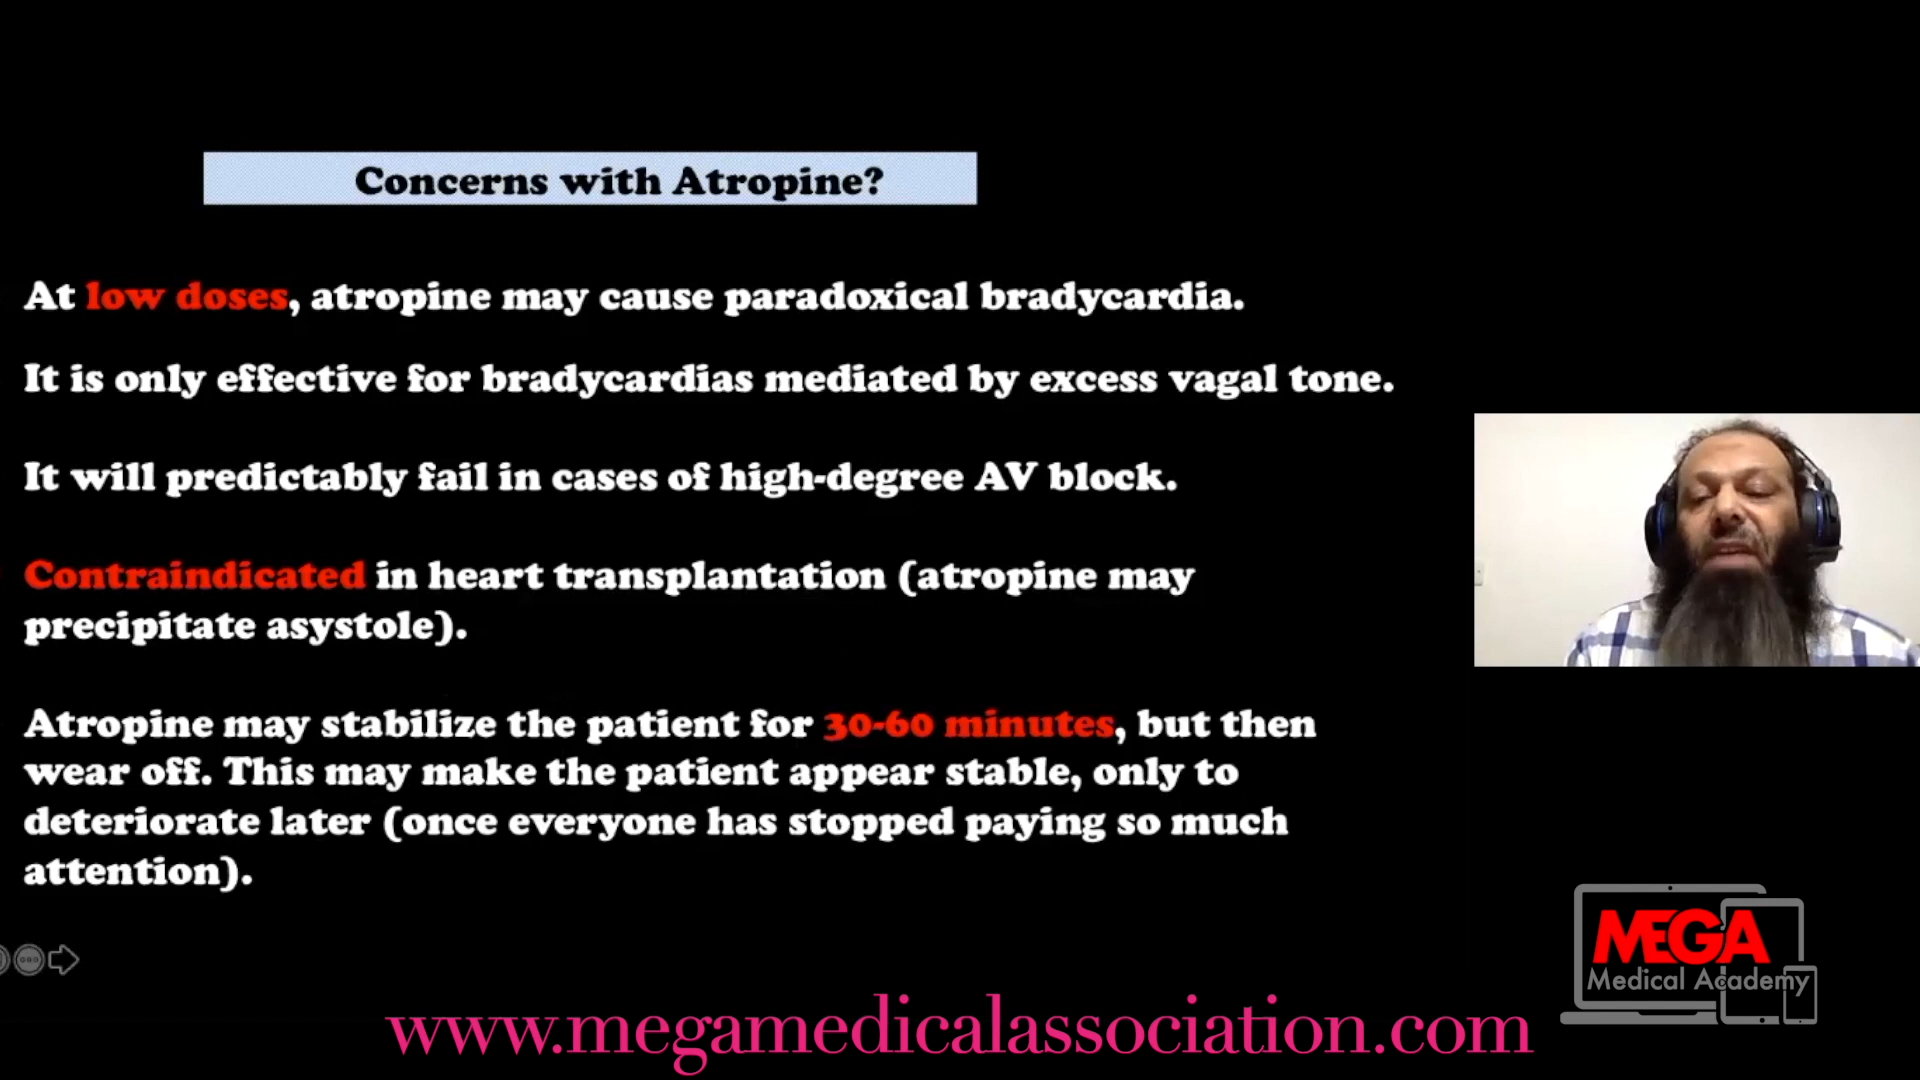 Concerns with Atropine?
At low doses, atropine may cause paradoxical bradycardia.
It is only effective for bradycardias mediated by excess vagal tone.
It will predictably fail in cases of high-degree AV block.
Contraindicated in heart transplantation (atropine may
precipitate asystole).
Atropine may stabilize the patient for 30-60 minutes, but then
wear off. This may make the patient appear stable, only to
deteriorate later (once everyone has stopped paying so much
attention).
MEGA
Medical Academy
www.megamedicalassociation.com